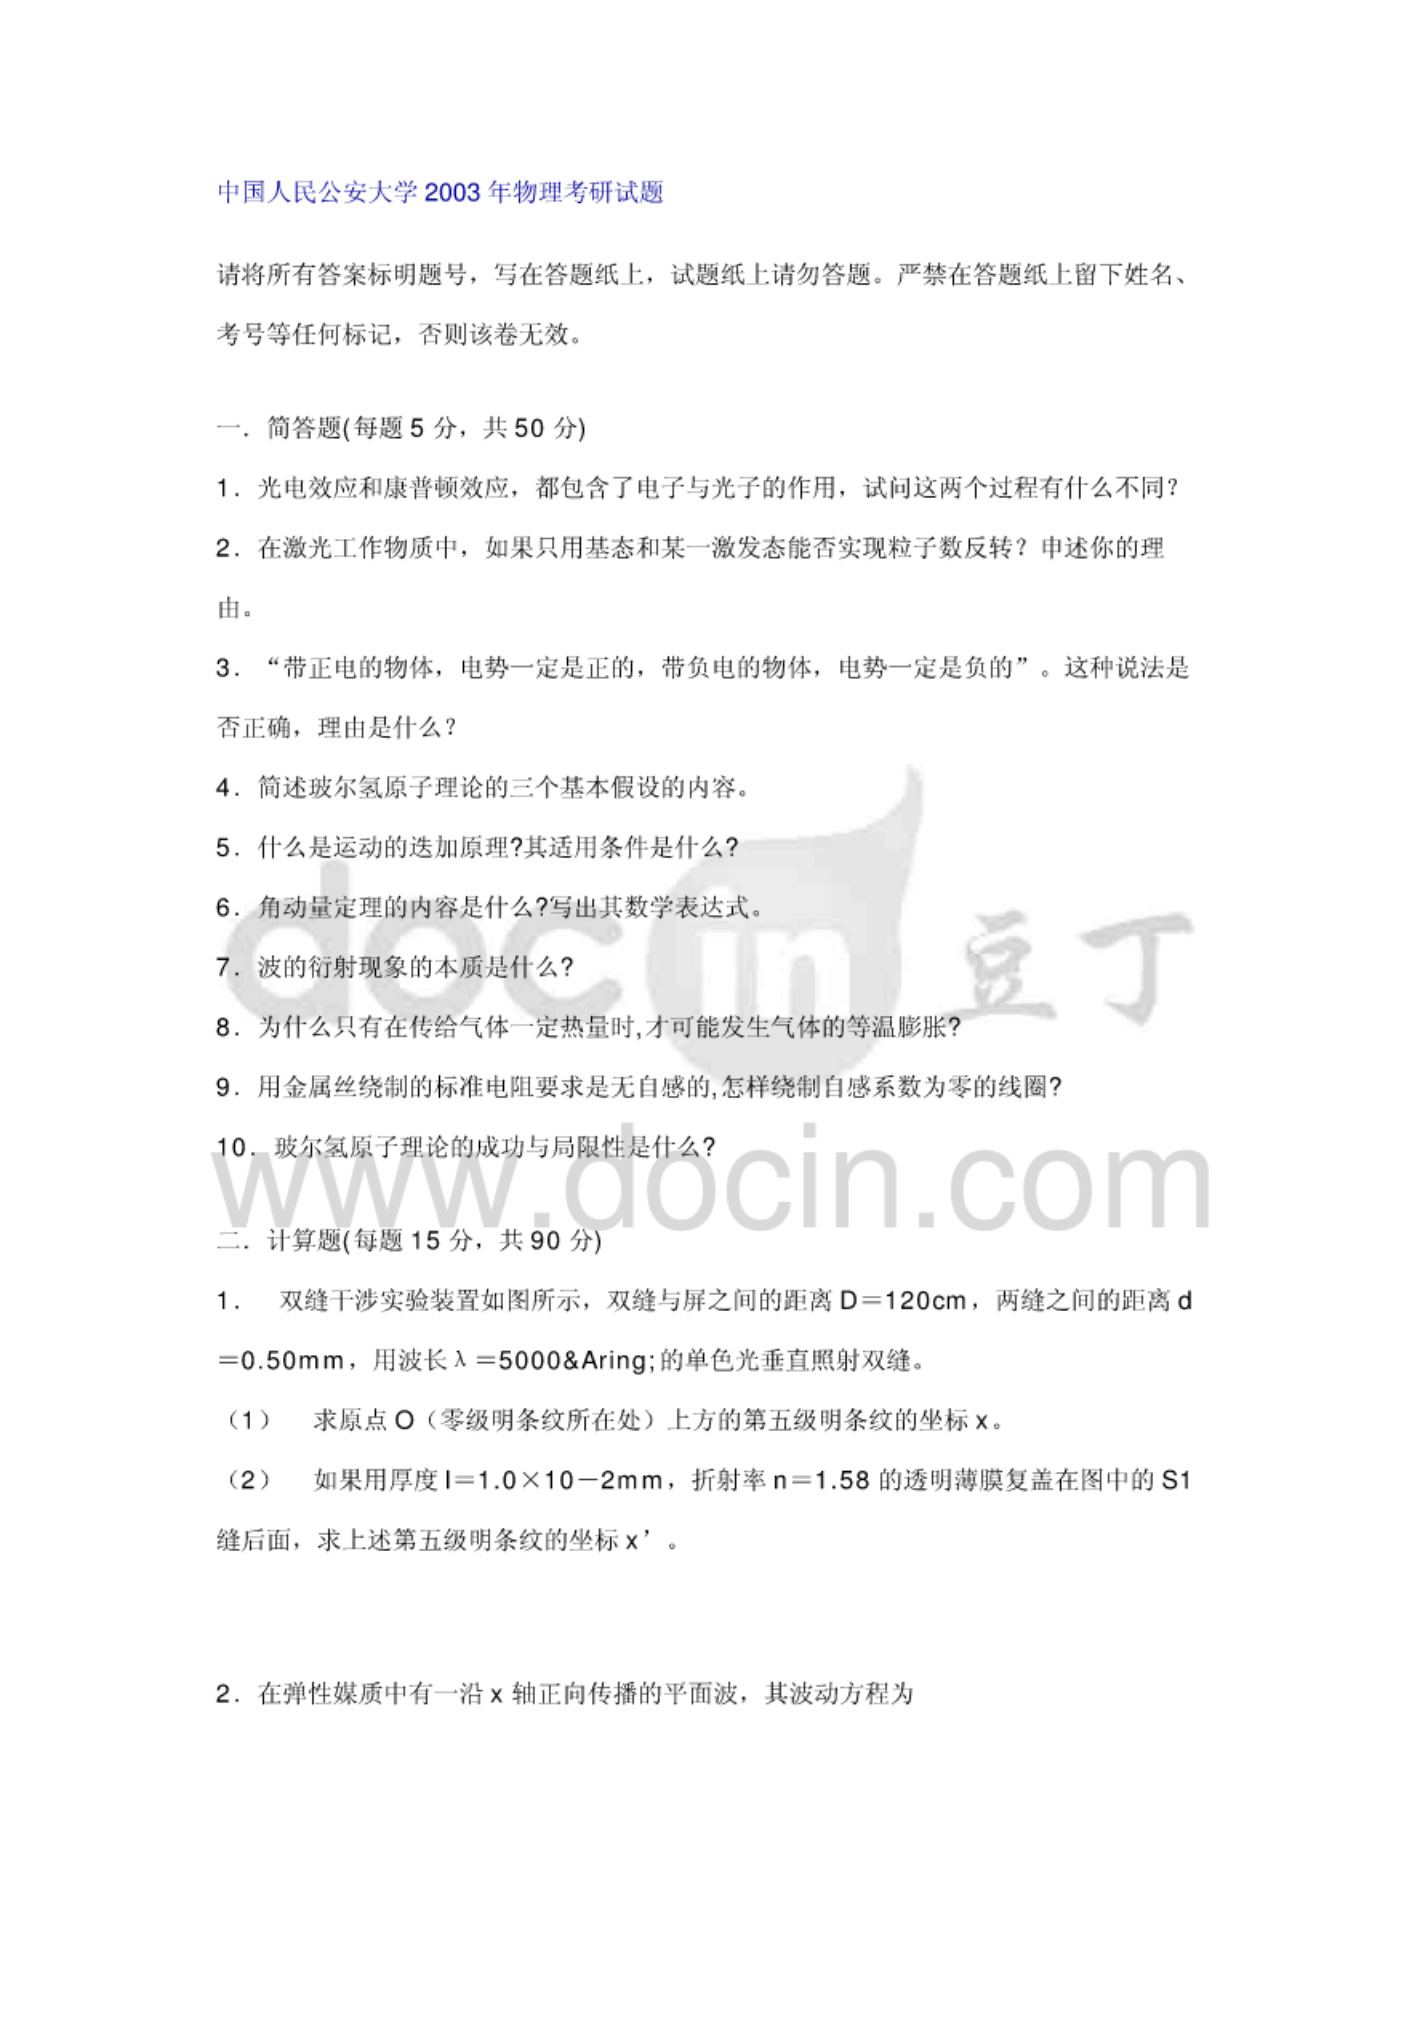 中国人民公安大学 2003 年物理考研试题
请将所有答案标明题号，写在答题纸上，试题纸上请勿答题。严禁在答题纸上留下姓名、
考号等任何标记，否则该卷无效。
一．简答题(每题 5 分，共 50 分)
1．光电效应和康普顿效应，都包含了电子与光子的作用，试问这两个过程有什么不同？
2．在激光工作物质中，如果只用基态和某一激发态能否实现粒子数反转？申述你的理
由。
3．“带正电的物体，电势一定是正的，带负电的物体，电势一定是负的”。这种说法是
否正确，理由是什么？
4．简述玻尔氢原子理论的三个基本假设的内容。
5．什么是运动的迭加原理?其适用条件是什么?
6．角动量定理的内容是什么?写出其数学表达式。
7．波的衍射现象的本质是什么?
8．为什么只有在传给气体一定热量时,才可能发生气体的等温膨胀?
9．用金属丝绕制的标准电阻要求是无自感的,怎样绕制自感系数为零的线圈?
10．玻尔氢原子理论的成功与局限性是什么?
docin 豆丁
www.docin.com
二．计算题(每题 15 分，共 90 分)
1． 双缝干涉实验装置如图所示，双缝与屏之间的距离 D＝120cm，两缝之间的距离 d
＝0.50mm，用波长 λ＝5000&Aring;的单色光垂直照射双缝。
（1） 求原点 O（零级明条纹所在处）上方的第五级明条纹的坐标 x。
（2） 如果用厚度 l＝1.0×10－2mm，折射率 n＝1.58 的透明薄膜复盖在图中的 S1
缝后面，求上述第五级明条纹的坐标 x’。
2．在弹性媒质中有一沿 x 轴正向传播的平面波，其波动方程为